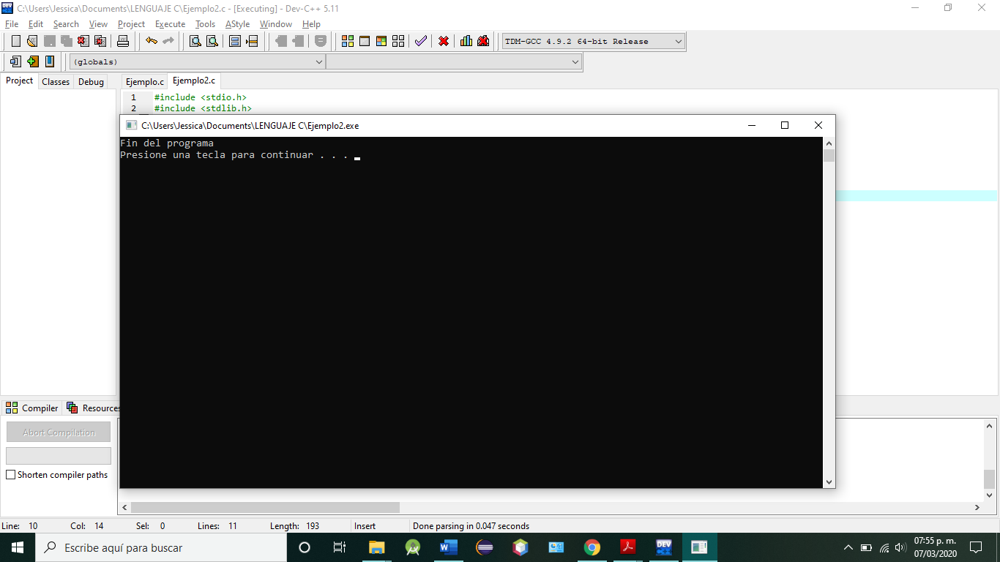 C:\Users\Jessica\Documents\LENGUAJE C\Ejemplo2.c - [Executing] - Dev-C++ 5.11
File Edit Search View Project Execute Tools AStyle Window Help
TDM-GCC 4.9.2 64-bit Release
(globals)
Project Classes Debug Ejemplo.c Ejemplo2.c
1 #include <stdio.h>
2 #include <stdlib.h>
C:\Users\Jessica\Documents\LENGUAJE C\Ejemplo2.exe
Fin del programa
Presione una tecla para continuar . . .
Compiler Resources
Abort Compilation
Shorten compiler paths
Line: 10 Col: 14 Sel: 0 Lines: 11 Length: 193 Insert Done parsing in 0.047 seconds
Escribe aquí para buscar
07:55 p. m.
07/03/2020